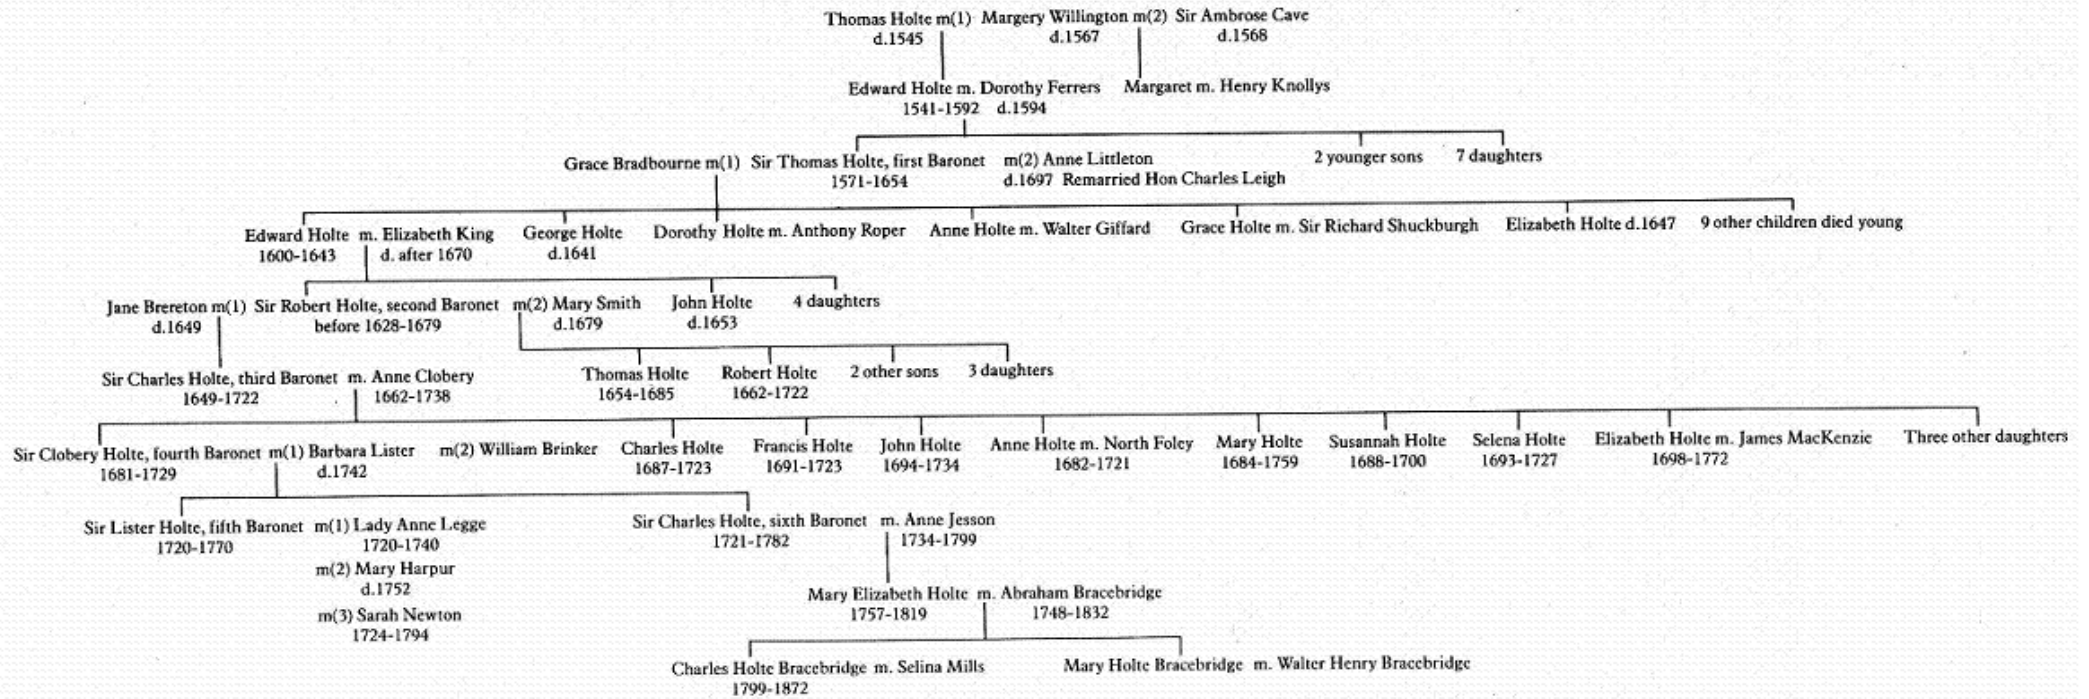 Thomas Holte m(1) Margery Willington m(2) Sir Ambrose Cave
d.1545 d.1567 d.1568
Edward Holte m. Dorothy Ferrers Margaret m. Henry Knollys
1541-1592 d.1594
Grace Bradbourne m(1) Sir Thomas Holte, first Baronet m(2) Anne Littleton 2 younger sons 7 daughters
1571-1654 d.1697 Remarried Hon Charles Leigh
Edward Holte m. Elizabeth King George Holte Dorothy Holte m. Anthony Roper Anne Holte m. Walter Giffard Grace Holte m. Sir Richard Shuckburgh Elizabeth Holte d.1647 9 other children died young
1600-1643 d. after 1670 d.1641
Jane Brereton m(1) Sir Robert Holte, second Baronet m(2) Mary Smith John Holte 4 daughters
d.1649 before 1628-1679 d.1679 d.1653
Sir Charles Holte, third Baronet m. Anne Clobery Thomas Holte Robert Holte 2 other sons 3 daughters
1649-1722 1662-1738 1654-1685 1662-1722
Sir Clobery Holte, fourth Baronet m(1) Barbara Lister m(2) William Brinker Charles Holte Francis Holte John Holte Anne Holte m. North Foley Mary Holte Susannah Holte Selena Holte Elizabeth Holte m. James MacKenzie Three other daughters
1681-1729 d.1742 1687-1723 1691-1723 1694-1734 1682-1721 1684-1759 1688-1700 1693-1727 1698-1772
Sir Lister Holte, fifth Baronet m(1) Lady Anne Legge Sir Charles Holte, sixth Baronet m. Anne Jesson
1720-1770 1720-1740 1721-1782 1734-1799
m(2) Mary Harpur
d.1752
m(3) Sarah Newton
1724-1794
Mary Elizabeth Holte m. Abraham Bracebridge
1757-1819 1748-1832
Charles Holte Bracebridge m. Selina Mills Mary Holte Bracebridge m. Walter Henry Bracebridge
1799-1872